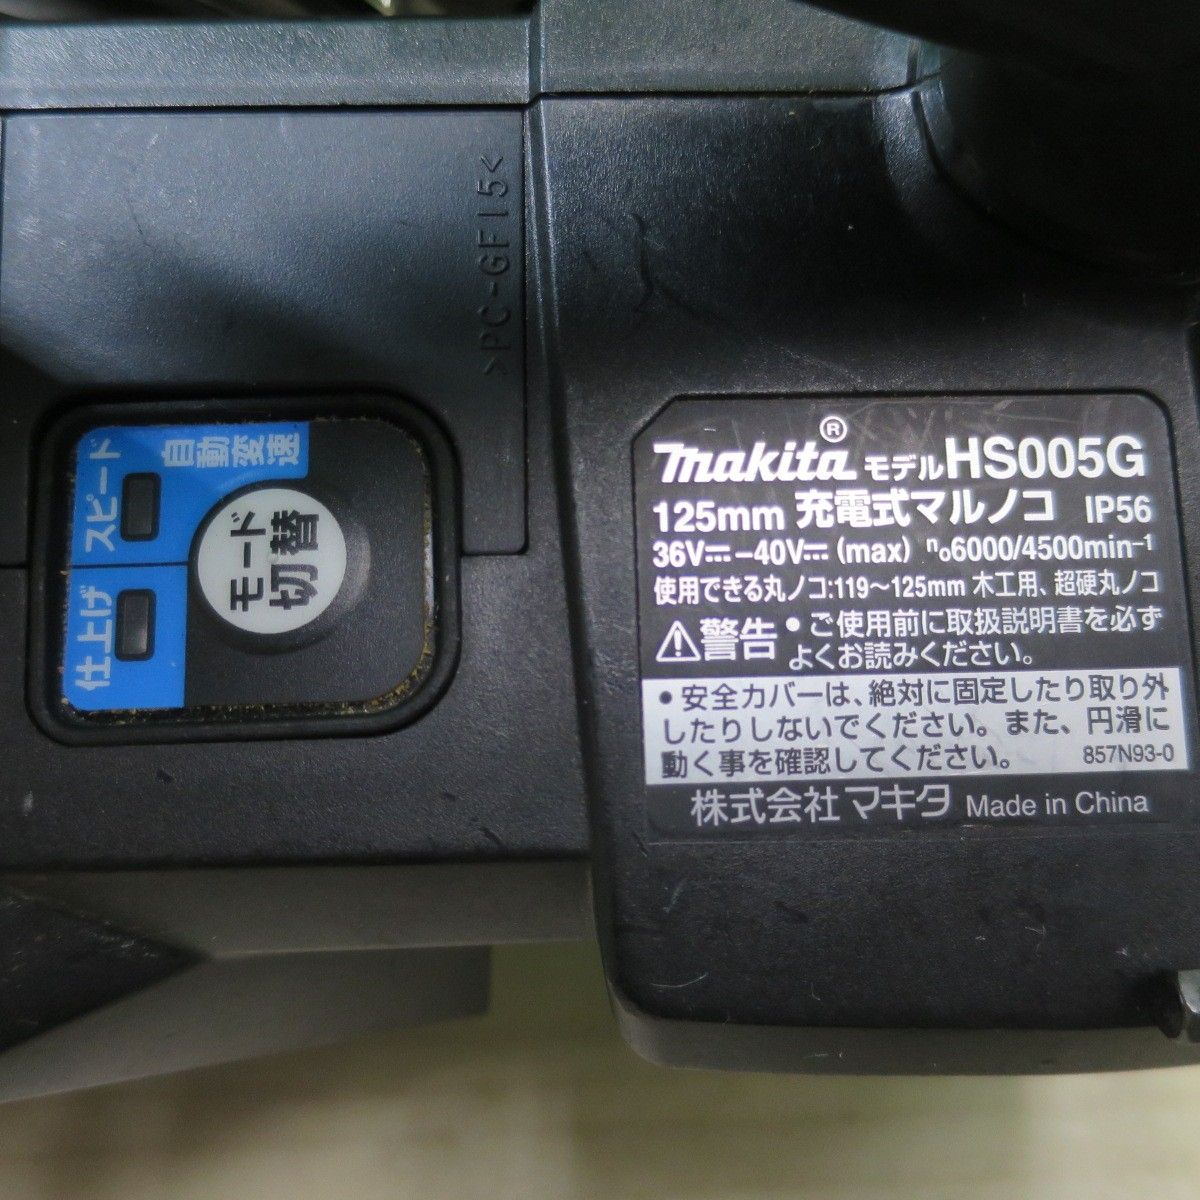 >PC-GF15<
自動変速
スピード
仕上げ
モード
切替
makita® モデルHS005G
125mm 充電式マルノコ IP56
36V⎓-40V⎓ (max) n₀6000/4500min⁻¹
使用できる丸ノコ:119～125mm 木工用、超硬丸ノコ
⚠警告 •ご使用前に取扱説明書を必ず
よくお読みください。
•安全カバーは、絶対に固定したり取り外
したりしないでください。また、円滑に
動く事を確認してください。 857N93-0
株式会社マキタ Made in China